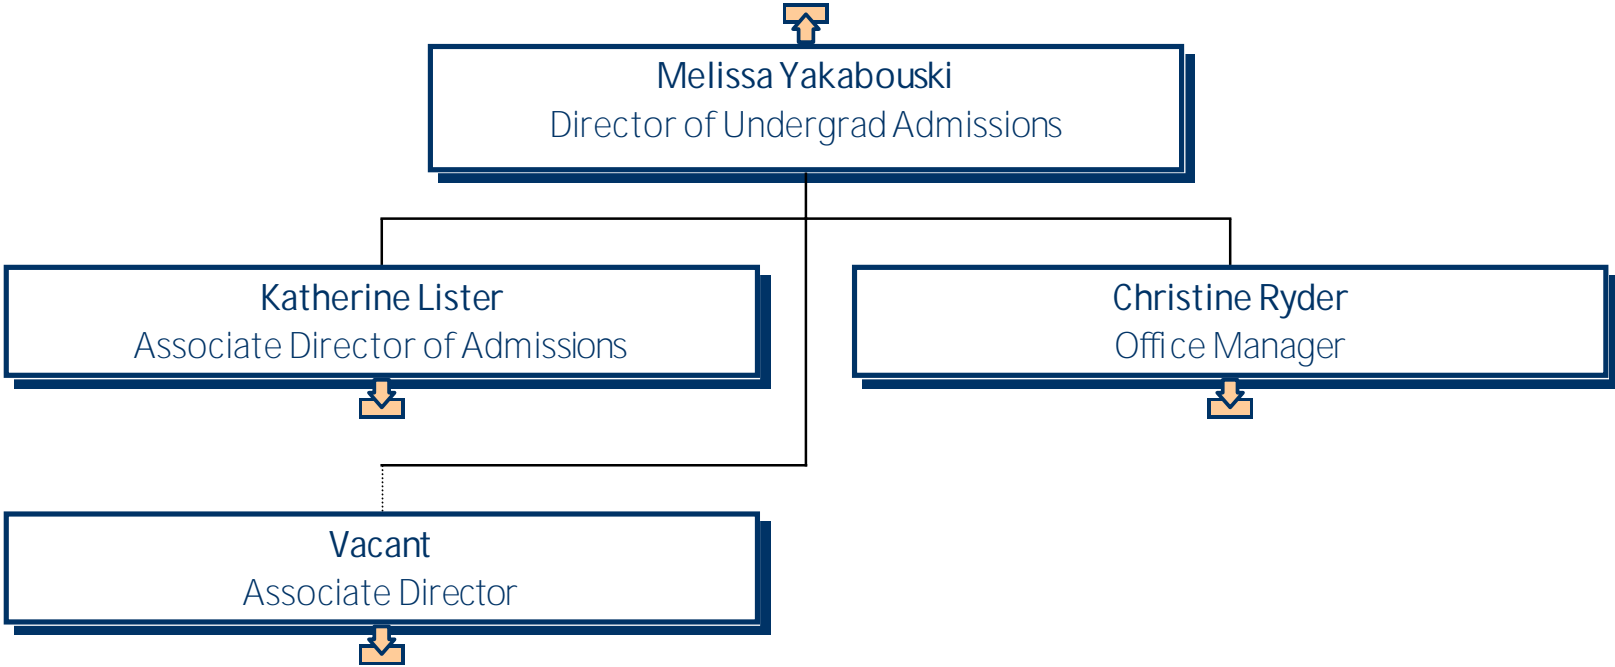 Melissa Yakabouski
Director of Undergrad Admissions
Katherine Lister
Associate Director of Admissions
Christine Ryder
Office Manager
Vacant
Associate Director